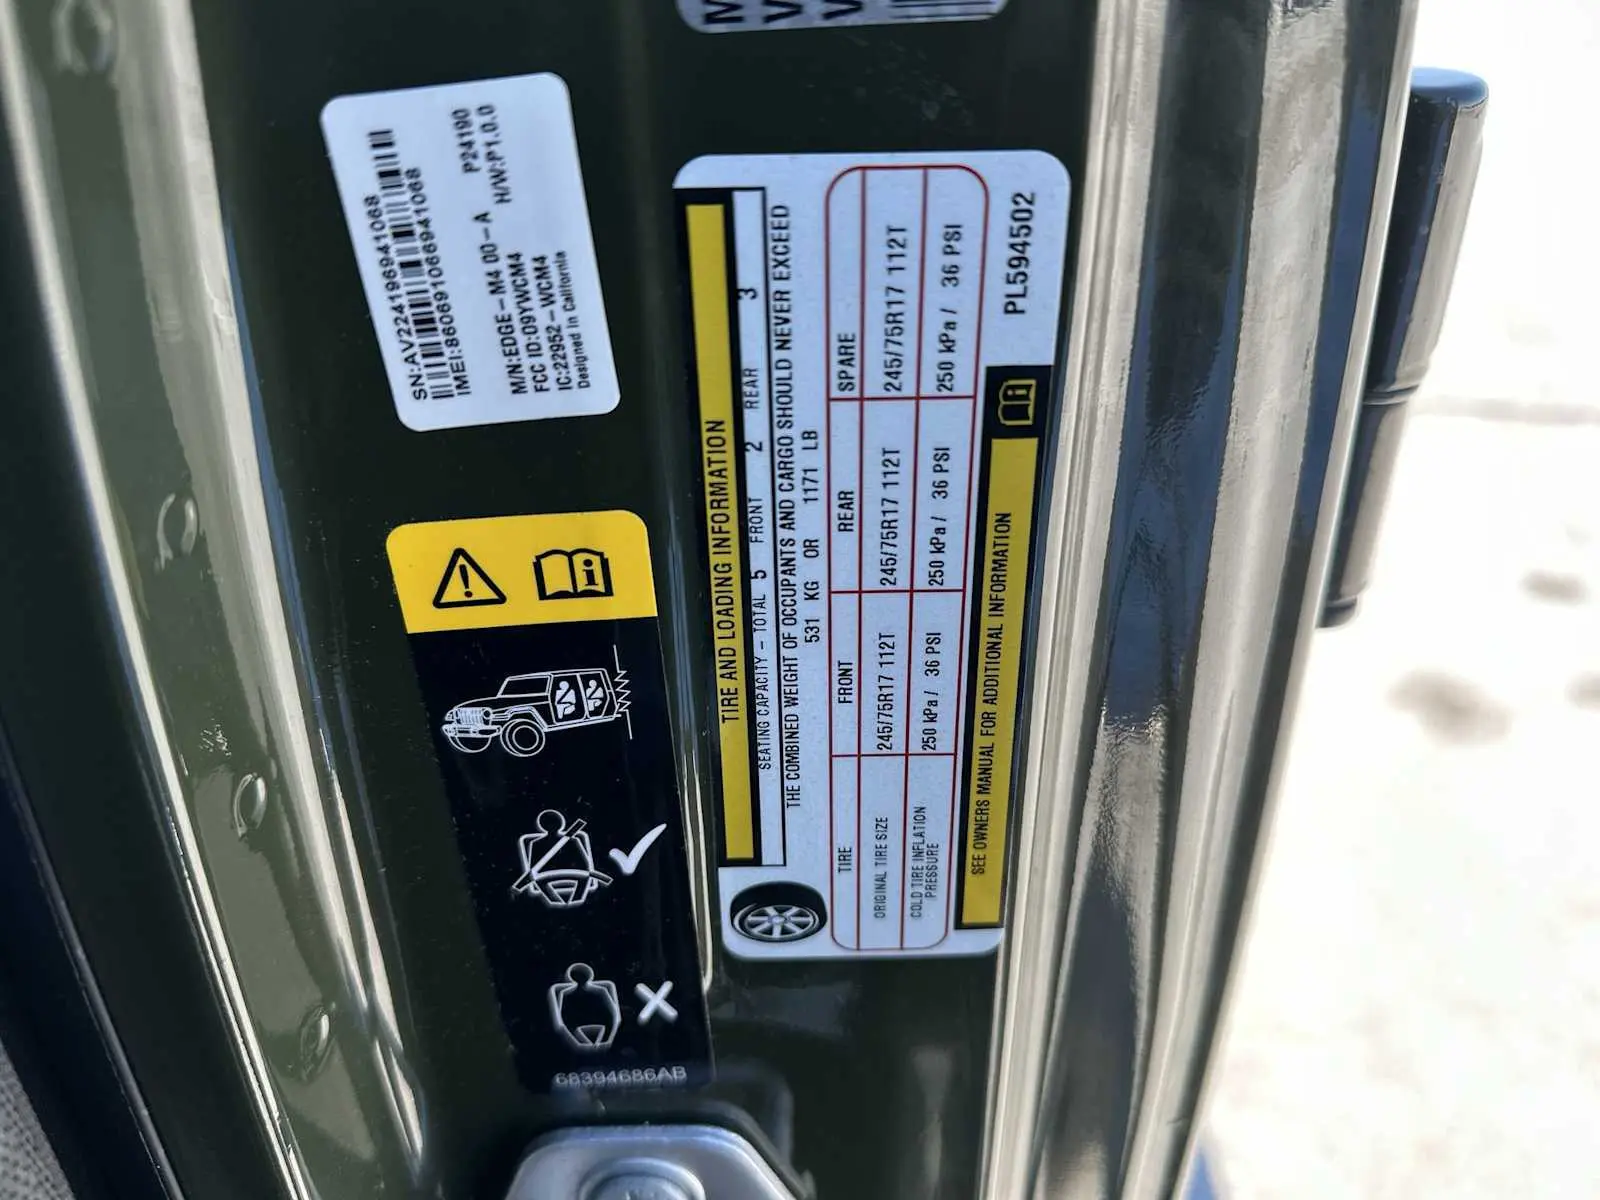 SN:AV224196941068
IMEI:860691066941068
M/N:EDGE-M4 00-A P24190
FCC ID:O9YWCM4 H/W:P1.0.0
IC:22952-WCM4
Designed in California
68394686AB
TIRE AND LOADING INFORMATION
SEATING CAPACITY - TOTAL 5 FRONT 2 REAR 3
THE COMBINED WEIGHT OF OCCUPANTS AND CARGO SHOULD NEVER EXCEED
531 KG OR 1171 LB
TIRE FRONT REAR SPARE
ORIGINAL TIRE SIZE 245/75R17 112T 245/75R17 112T 245/75R17 112T
COLD TIRE INFLATION PRESSURE 250 kPa / 36 PSI 250 kPa / 36 PSI 250 kPa / 36 PSI
SEE OWNERS MANUAL FOR ADDITIONAL INFORMATION
PL594502